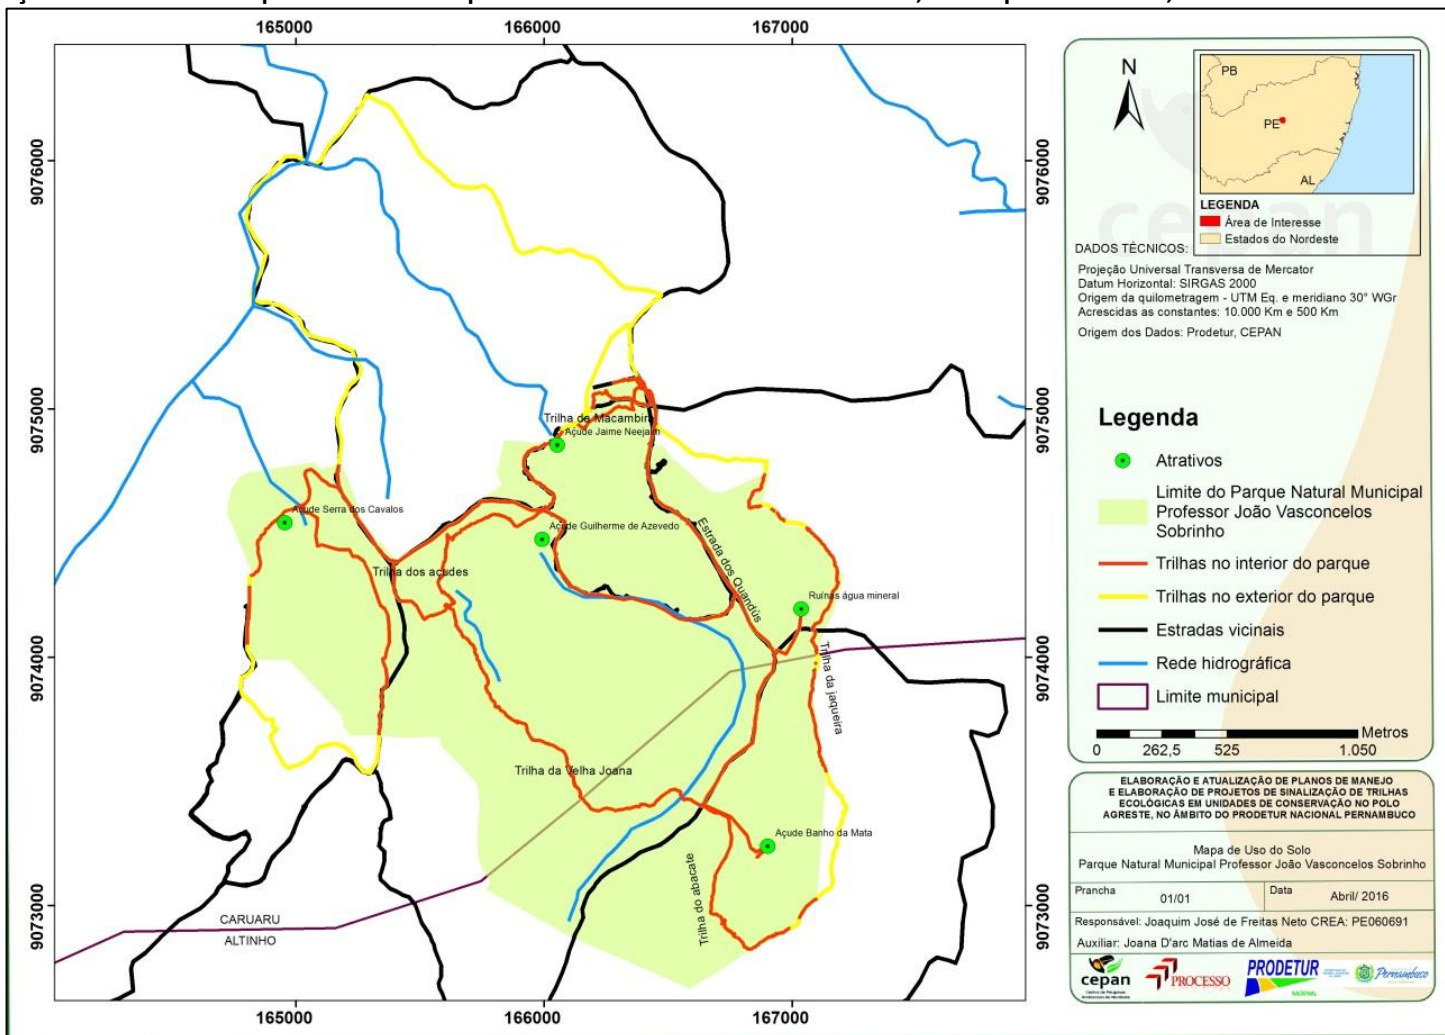 165000
166000
167000
9076000
9075000
9074000
9073000
Trilha de Macambira
Açude Jaime Neejaim
Açude Serra dos Cavalos
Açude Guilherme de Azevedo
Trilha dos açudes
Estrada dos Quandús
Ruínas água mineral
Trilha da jaqueira
Trilha da Velha Joana
Açude Banho da Mata
Trilha do abacate
CARUARU
ALTINHO
9076000
9075000
9074000
9073000
165000
166000
167000
N
PB
PE
AL
LEGENDA
Área de Interesse
Estados do Nordeste
cepan
DADOS TÉCNICOS:
Projeção Universal Transversa de Mercator
Datum Horizontal: SIRGAS 2000
Origem da quilometragem - UTM Eq. e meridiano 30° WGr
Acrescidas as constantes: 10.000 Km e 500 Km
Origem dos Dados: Prodetur, CEPAN
Legenda
Atrativos
Limite do Parque Natural Municipal
Professor João Vasconcelos
Sobrinho
Trilhas no interior do parque
Trilhas no exterior do parque
Estradas vicinais
Rede hidrográfica
Limite municipal
Metros
0 262,5 525 1.050
ELABORAÇÃO E ATUALIZAÇÃO DE PLANOS DE MANEJO
E ELABORAÇÃO DE PROJETOS DE SINALIZAÇÃO DE TRILHAS
ECOLÓGICAS EM UNIDADES DE CONSERVAÇÃO NO POLO
AGRESTE, NO ÂMBITO DO PRODETUR NACIONAL PERNAMBUCO
Mapa de Uso do Solo
Parque Natural Municipal Professor João Vasconcelos Sobrinho
Prancha 01/01 Data Abril/ 2016
Responsável: Joaquim José de Freitas Neto CREA: PE060691
Auxiliar: Joana D'arc Matias de Almeida
cepan
PROCESSO
PRODETUR
NACIONAL
Pernambuco